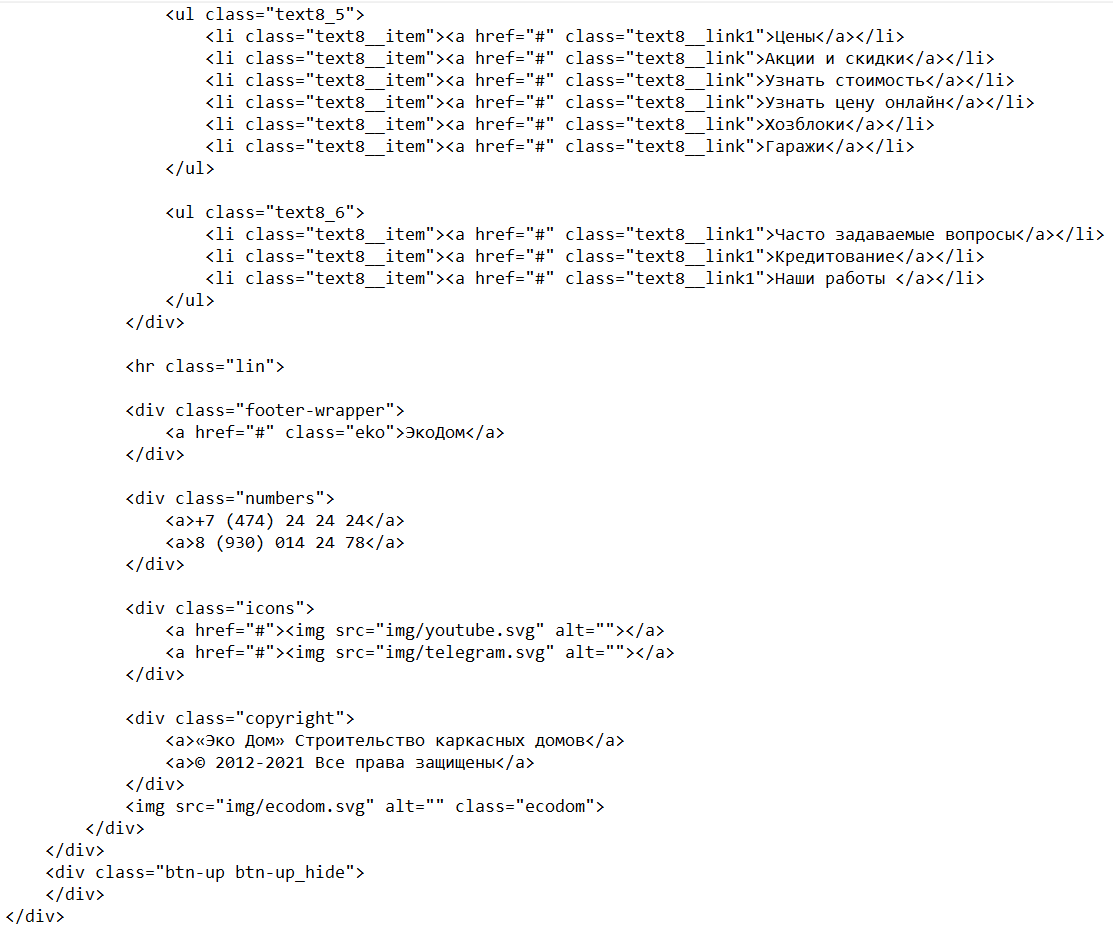 <ul class="text8_5">
<li class="text8__item"><a href="#" class="text8__link1">Цены</a></li>
<li class="text8__item"><a href="#" class="text8__link">Акции и скидки</a></li>
<li class="text8__item"><a href="#" class="text8__link">Узнать стоимость</a></li>
<li class="text8__item"><a href="#" class="text8__link">Узнать цену онлайн</a></li>
<li class="text8__item"><a href="#" class="text8__link">Хозблоки</a></li>
<li class="text8__item"><a href="#" class="text8__link">Гаражи</a></li>
</ul>
<ul class="text8_6">
<li class="text8__item"><a href="#" class="text8__link1">Часто задаваемые вопросы</a></li>
<li class="text8__item"><a href="#" class="text8__link1">Кредитование</a></li>
<li class="text8__item"><a href="#" class="text8__link1">Наши работы </a></li>
</ul>
</div>
<hr class="lin">
<div class="footer-wrapper">
<a href="#" class="eko">ЭкоДом</a>
</div>
<div class="numbers">
<a>+7 (474) 24 24 24</a>
<a>8 (930) 014 24 78</a>
</div>
<div class="icons">
<a href="#"><img src="img/youtube.svg" alt=""></a>
<a href="#"><img src="img/telegram.svg" alt=""></a>
</div>
<div class="copyright">
<a>«Эко Дом» Строительство каркасных домов</a>
<a>© 2012-2021 Все права защищены</a>
</div>
<img src="img/ecodom.svg" alt="" class="ecodom">
</div>
</div>
<div class="btn-up btn-up_hide">
</div>
</div>